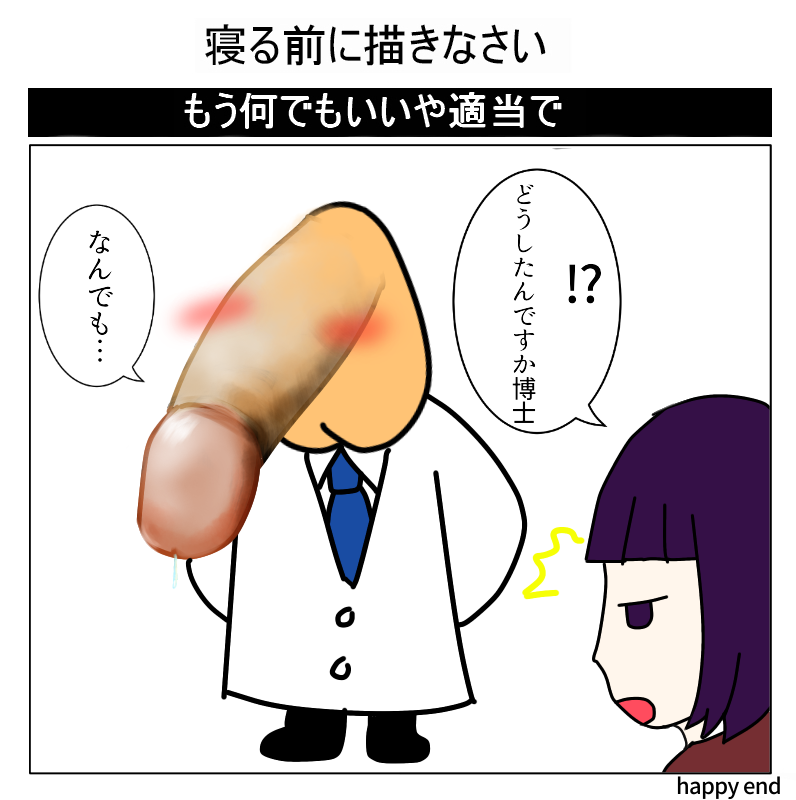 寝る前に描きなさい
もう何でもいいや適当で
!?
どうしたんですか博士
なんでも…
happy end